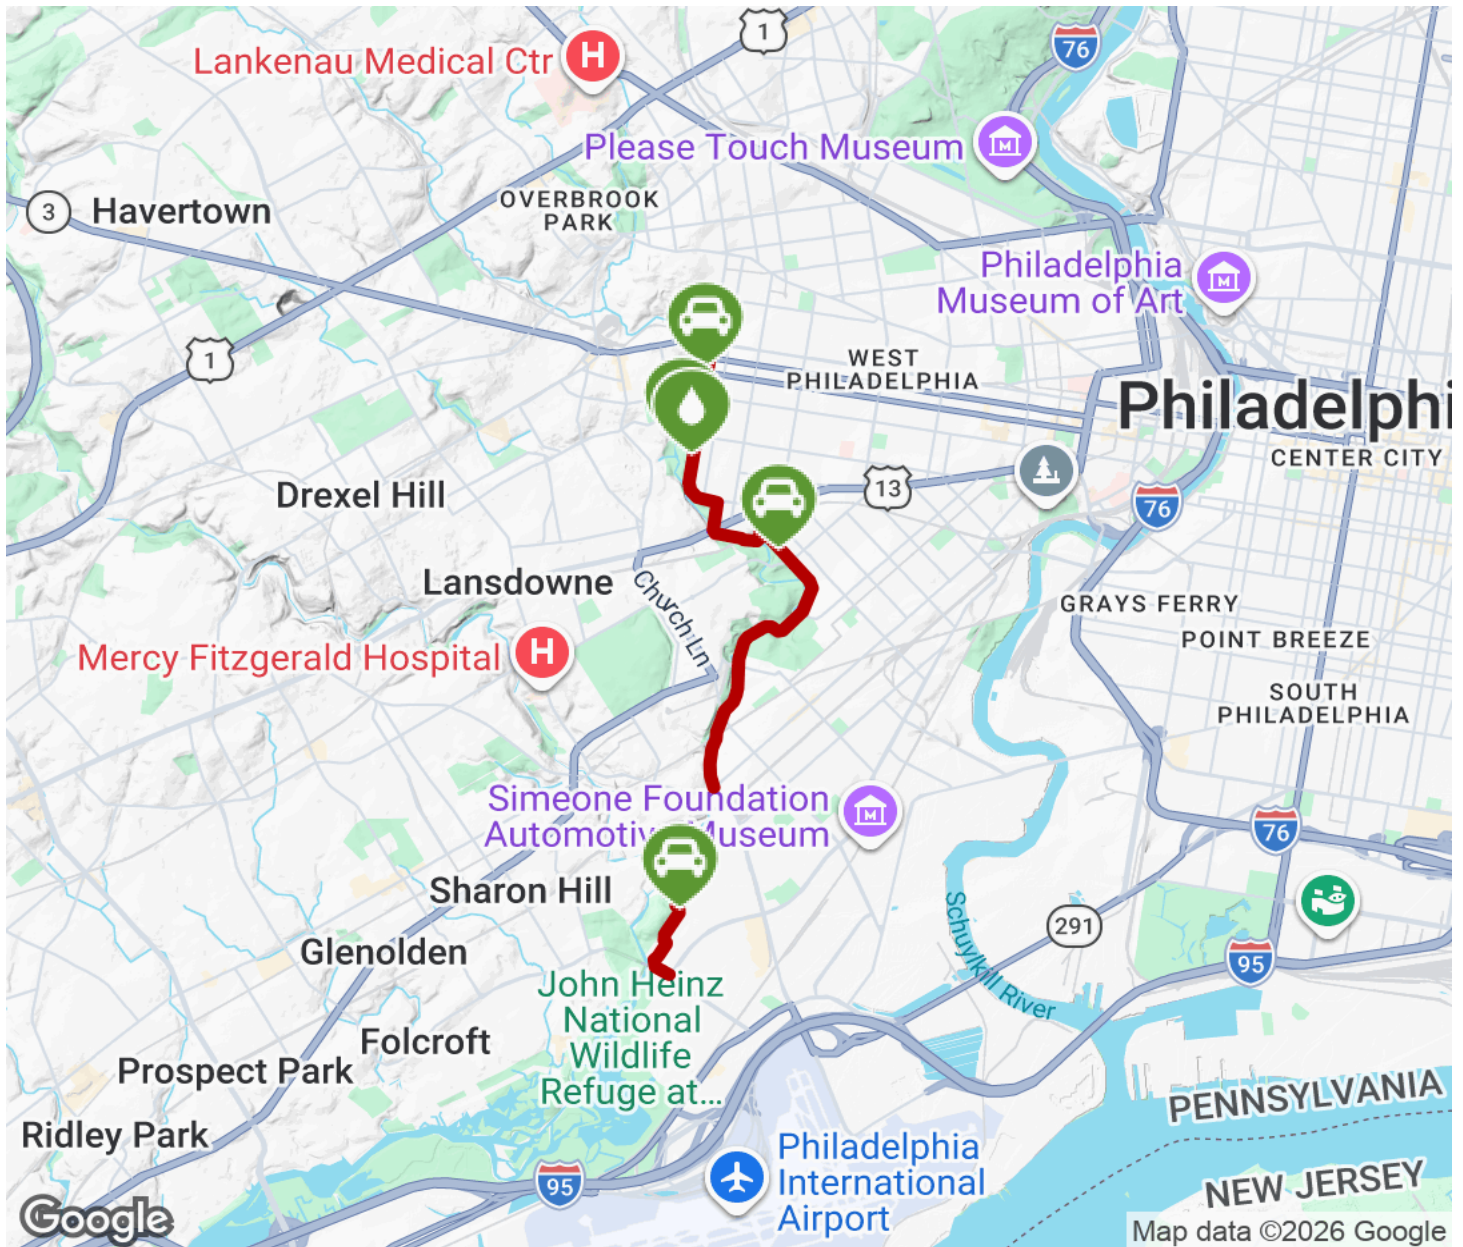 1
76
Lankenau Medical Ctr
H
Please Touch Museum
3
Havertown
OVERBROOK
PARK
Philadelphia
Museum of Art
1
WEST
PHILADELPHIA
Philadelphi
CENTER CITY
Drexel Hill
13
76
Lansdowne
Church Ln
GRAYS FERRY
POINT BREEZE
Mercy Fitzgerald Hospital
H
SOUTH
PHILADELPHIA
Simeone Foundation
Automotive Museum
76
Sharon Hill
Schuylkill River
291
Glenolden
95
John Heinz
National
Wildlife
Refuge at...
Folcroft
Prospect Park
PENNSYLVANIA
Ridley Park
Philadelphia
International
Airport
95
NEW JERSEY
Google
Map data ©2026 Google